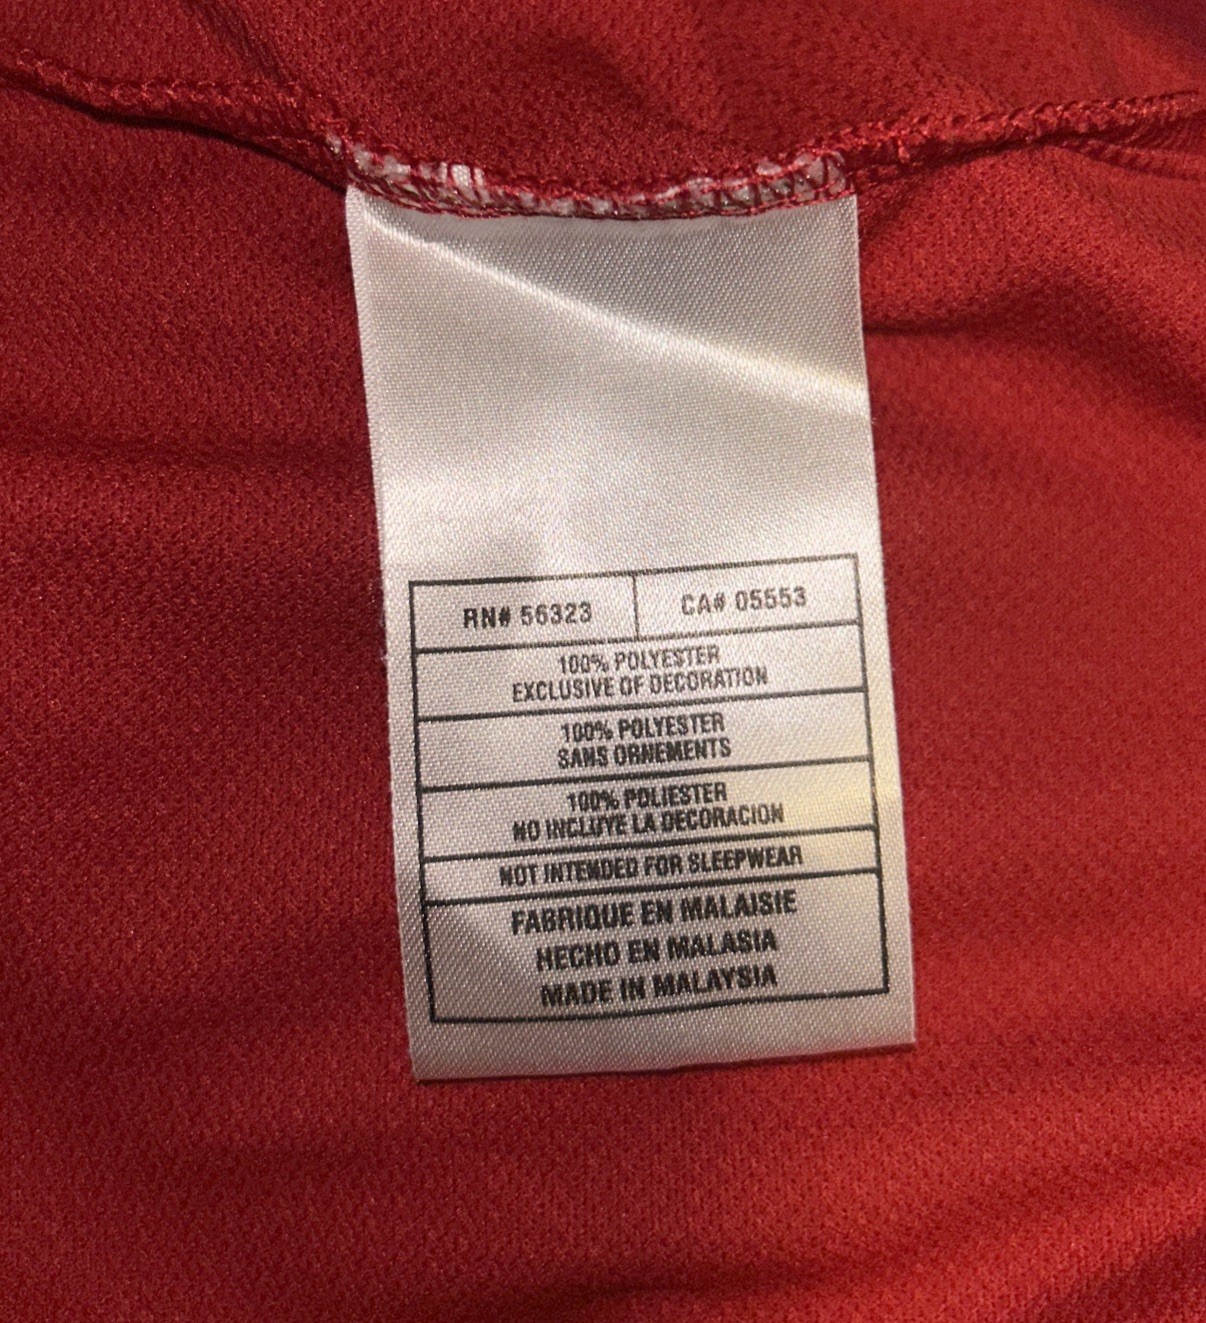 RN# 56323 CA# 05553
100% POLYESTER
EXCLUSIVE OF DECORATION
100% POLYESTER
SANS ORNEMENTS
100% POLIESTER
NO INCLUYE LA DECORACION
NOT INTENDED FOR SLEEPWEAR
FABRIQUE EN MALAISIE
HECHO EN MALASIA
MADE IN MALAYSIA